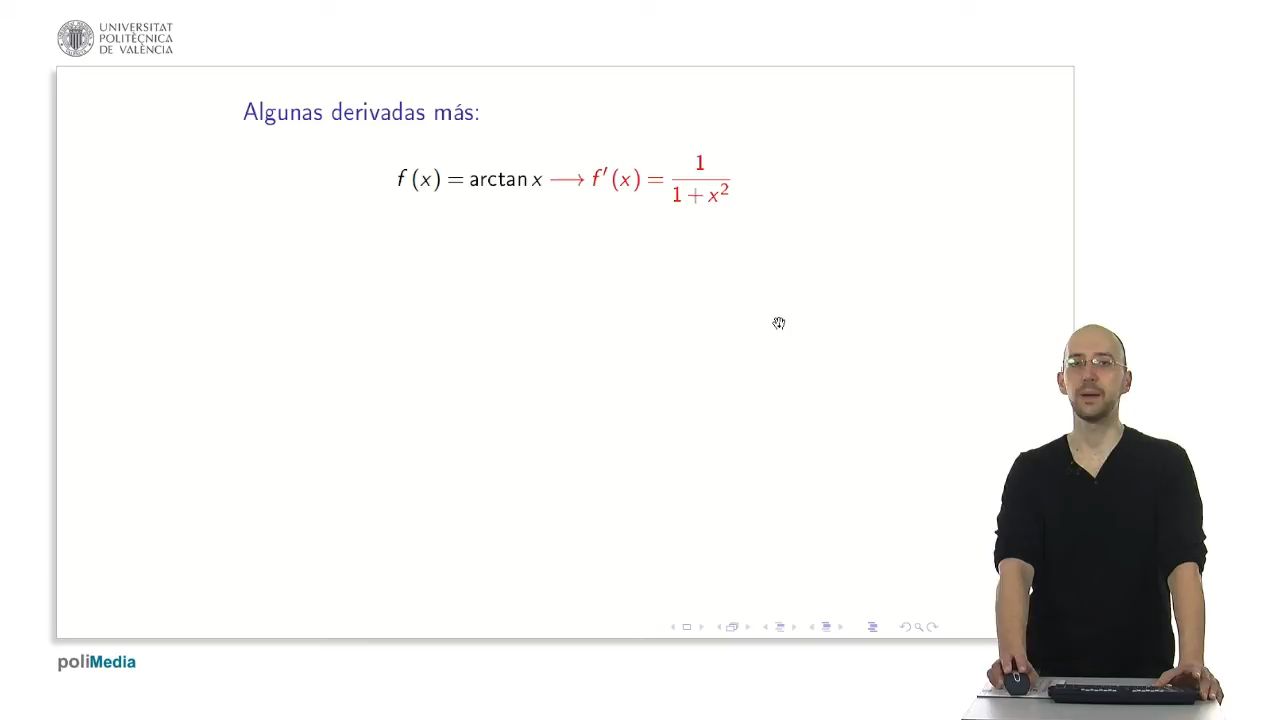 UNIVERSITAT
POLITÈCNICA
DE VALÈNCIA
Algunas derivadas más:
f (x) = arctan x ⟶ f′ (x) = 1 / (1 + x²)
poliMedia